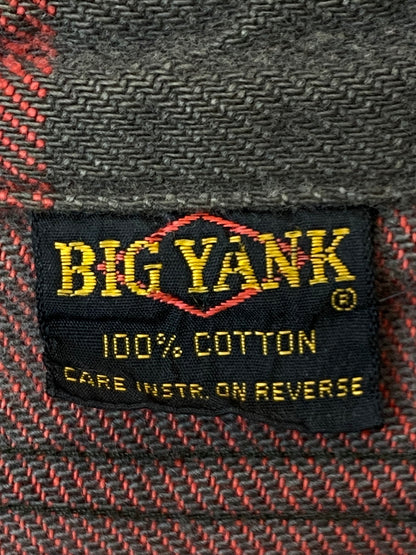 BIG YANK ®
100% COTTON
CARE INSTR. ON REVERSE